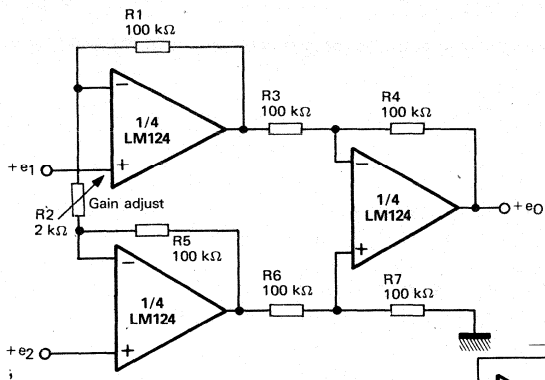 R1
100 kΩ
−
1/4
LM124
+
+e1
R3
100 kΩ
R4
100 kΩ
−
1/4
LM124
+
+eO
Gain adjust
R2
2 kΩ
R5
100 kΩ
−
1/4
LM124
+
+e2
R6
100 kΩ
R7
100 kΩ
;